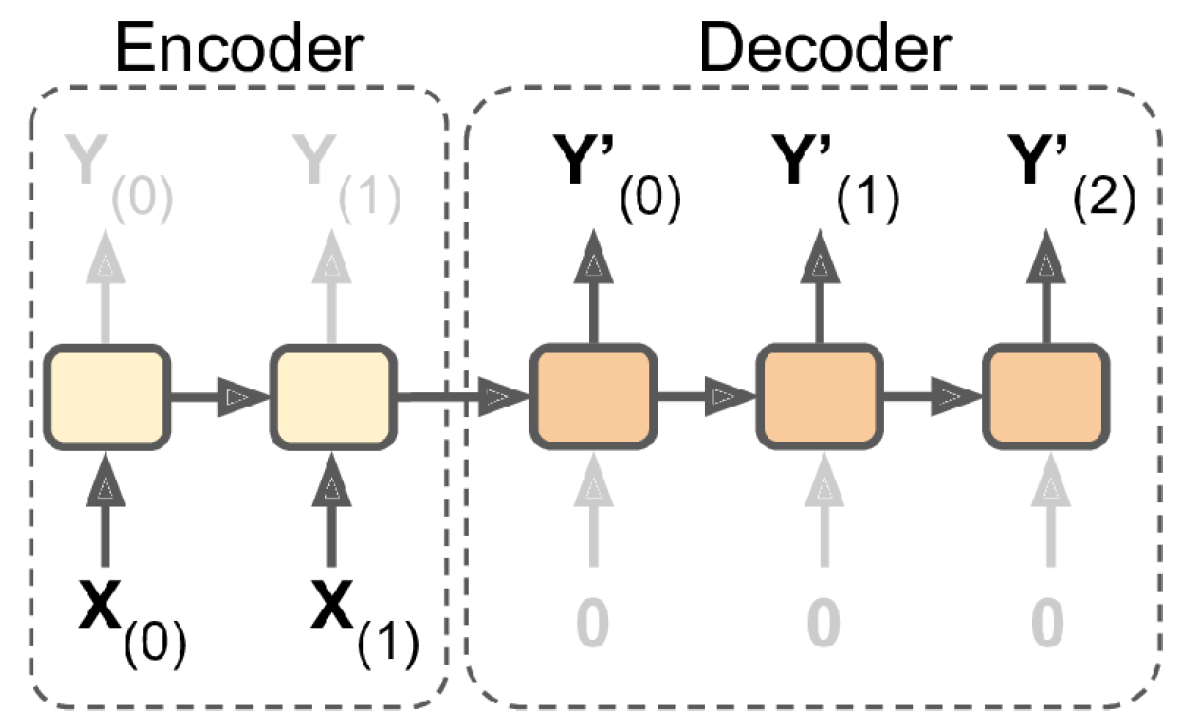 Encoder Decoder
Y(0) Y(1) Y’(0) Y’(1) Y’(2)
X(0) X(1) 0 0 0